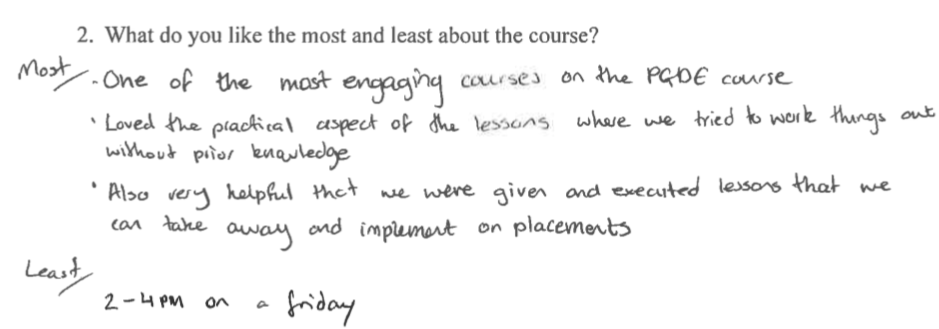 2. What do you like the most and least about the course?
Most
- One of the most engaging courses on the PGDE course
• Loved the practical aspect of the lessons where we tried to work things out
without prior knowledge
• Also very helpful that we were given and executed lessons that we
can take away and implement on placements
Least
2-4PM on a friday